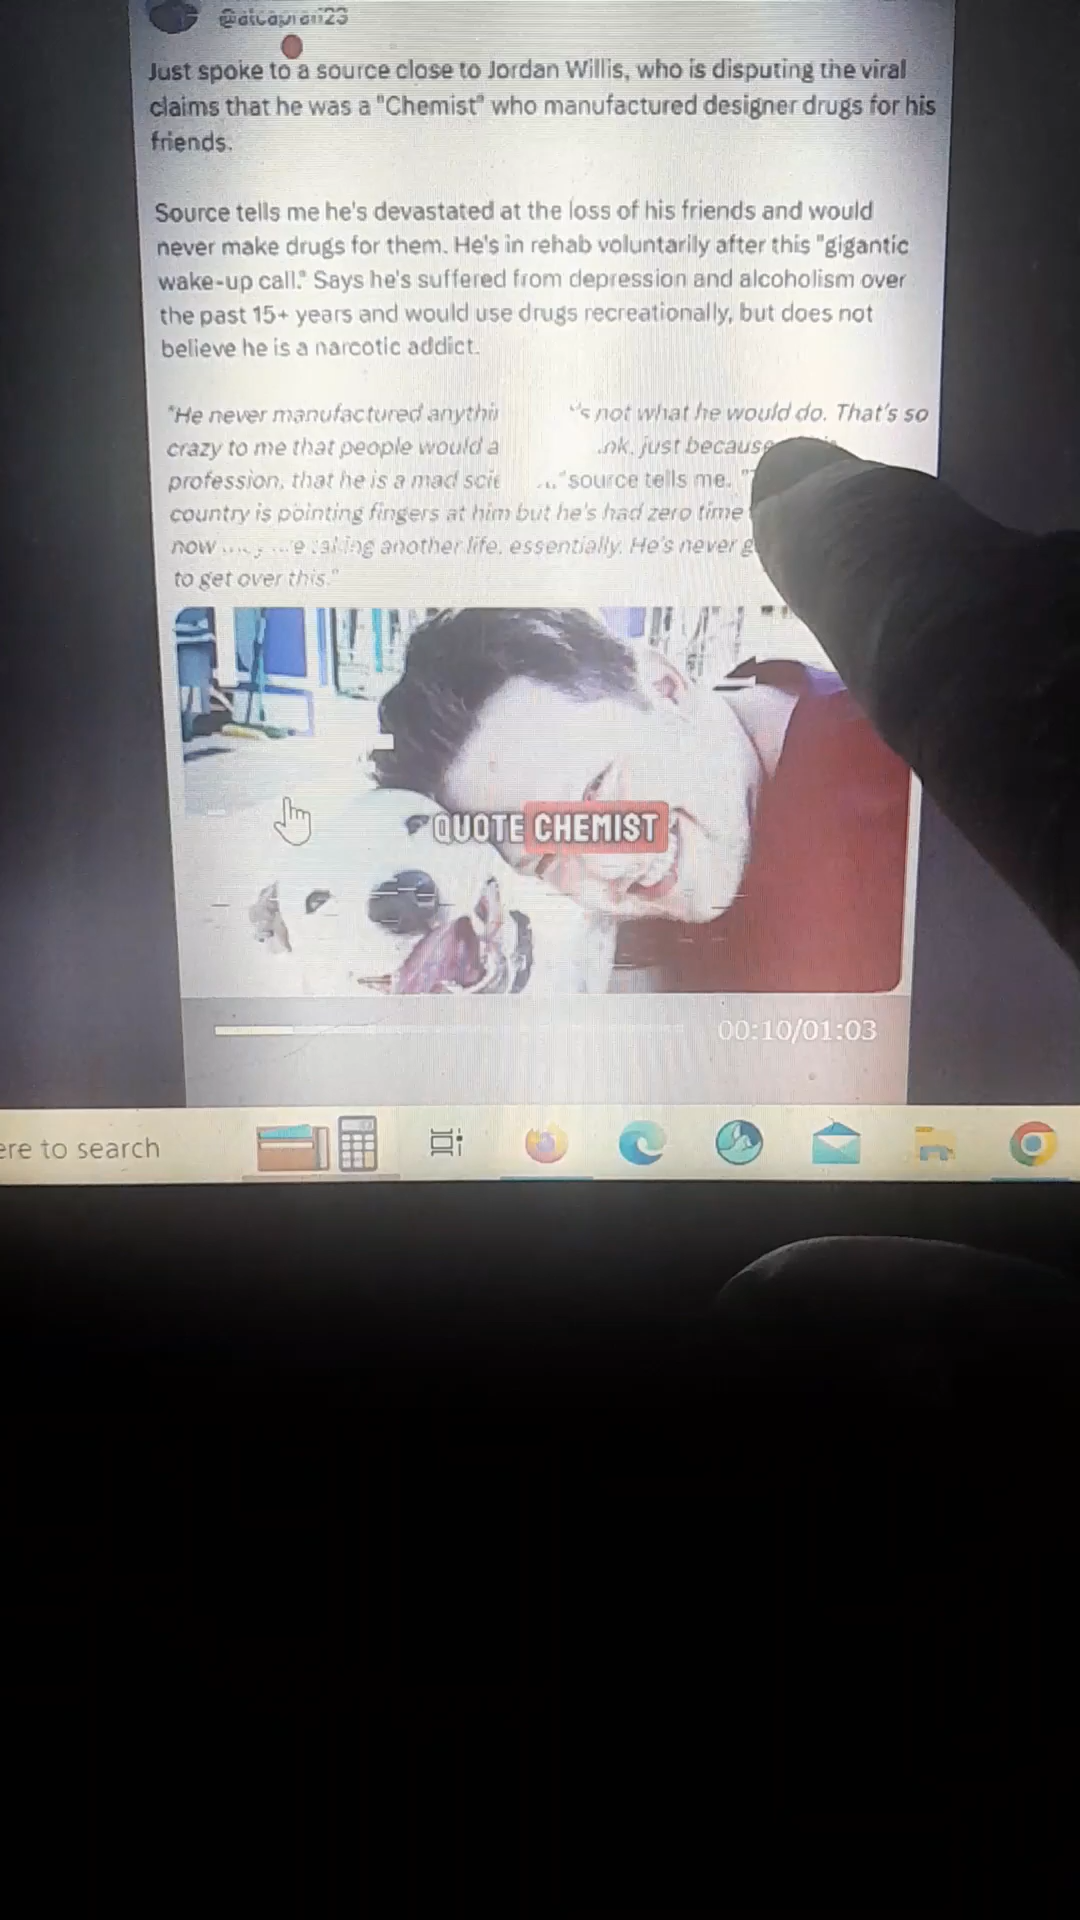 Just spoke to a source close to Jordan Willis, who is disputing the viral
claims that he was a "Chemist" who manufactured designer drugs for his
friends.
Source tells me he's devastated at the loss of his friends and would
never make drugs for them. He's in rehab voluntarily after this "gigantic
wake-up call." Says he's suffered from depression and alcoholism over
the past 15+ years and would use drugs recreationally, but does not
believe he is a narcotic addict.
"He never manufactured not what he would do. That's so
crazy to me that people would just
profession, that he is a mad source tells me.
country is pointing fingers at him but he's had zero time
now another life, essentially. He's never
to get over this."
QUOTE CHEMIST
00:10/01:03
to search